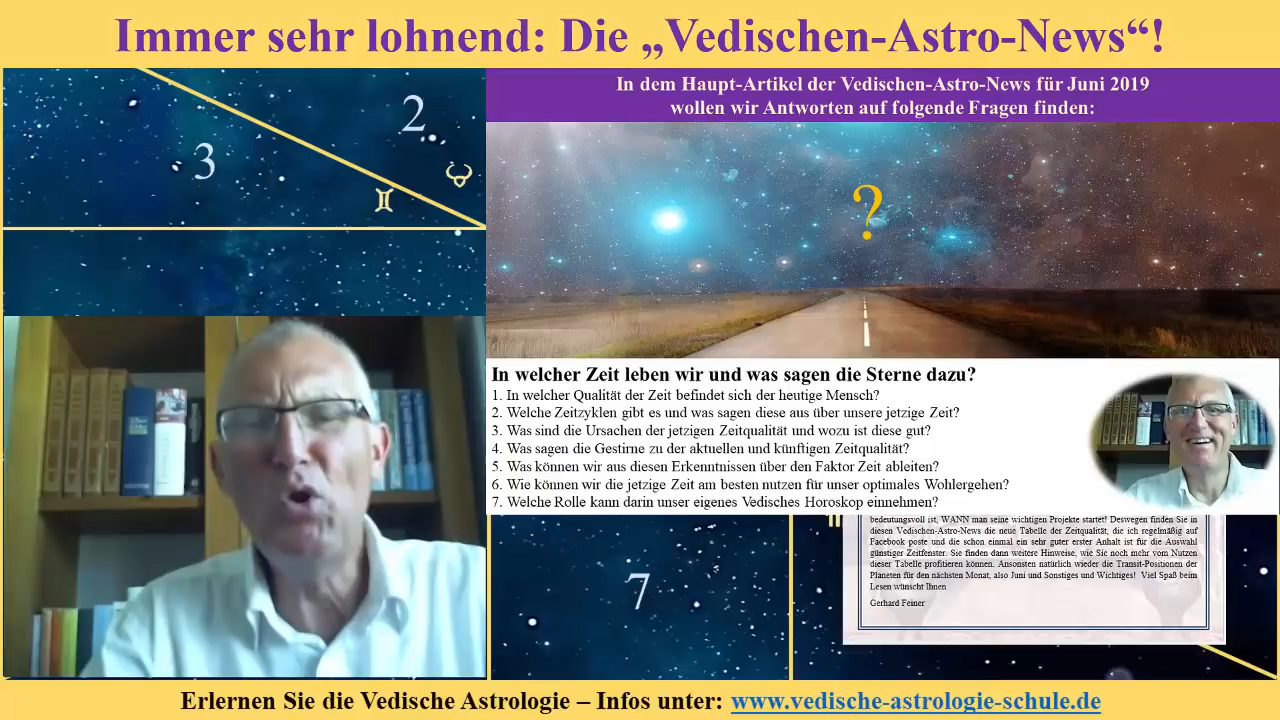 Immer sehr lohnend: Die „Vedischen-Astro-News“!
In dem Haupt-Artikel der Vedischen-Astro-News für Juni 2019
wollen wir Antworten auf folgende Fragen finden:
2
3
?
In welcher Zeit leben wir und was sagen die Sterne dazu?
1. In welcher Qualität der Zeit befindet sich der heutige Mensch?
2. Welche Zeitzyklen gibt es und was sagen diese aus über unsere jetzige Zeit?
3. Was sind die Ursachen der jetzigen Zeitqualität und wozu ist diese gut?
4. Was sagen die Gestirne zu der aktuellen und künftigen Zeitqualität?
5. Was können wir aus diesen Erkenntnissen über den Faktor Zeit ableiten?
6. Wie können wir die jetzige Zeit am besten nutzen für unser optimales Wohlergehen?
7. Welche Rolle kann darin unser eigenes Vedisches Horoskop einnehmen?
bedeutungsvoll ist, WANN man seine wichtigen Projekte startet! Deswegen finden Sie in
diesen Vedischen-Astro-News die neue Tabelle der Zeitqualität, die ich regelmäßig auf
Facebook poste und die schon einmal ein sehr guter erster Anhalt ist für die Auswahl
günstiger Zeitfenster. Sie finden dann weitere Hinweise, wie Sie noch mehr vom Nutzen
dieser Tabelle profitieren können. Ansonsten natürlich wieder die Transit-Positionen der
Planeten für den nächsten Monat, also Juni und Sonstiges und Wichtiges! Viel Spaß beim
Lesen wünscht Ihnen
Gerhard Feiner
7
Erlernen Sie die Vedische Astrologie – Infos unter: www.vedische-astrologie-schule.de